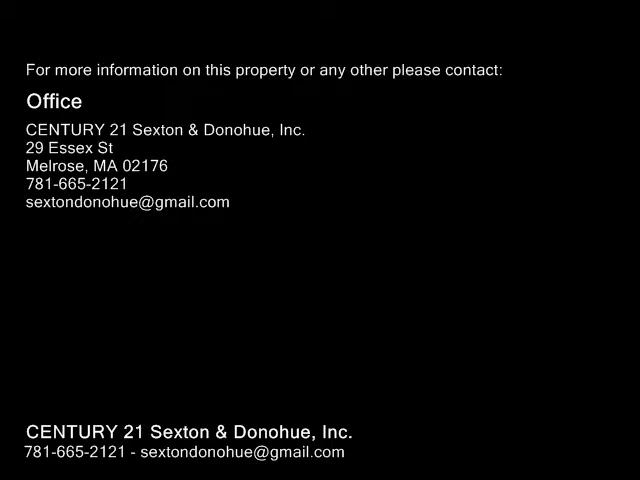 For more information on this property or any other please contact:
Office
CENTURY 21 Sexton & Donohue, Inc.
29 Essex St
Melrose, MA 02176
781-665-2121
sextondonohue@gmail.com
CENTURY 21 Sexton & Donohue, Inc.
781-665-2121 - sextondonohue@gmail.com